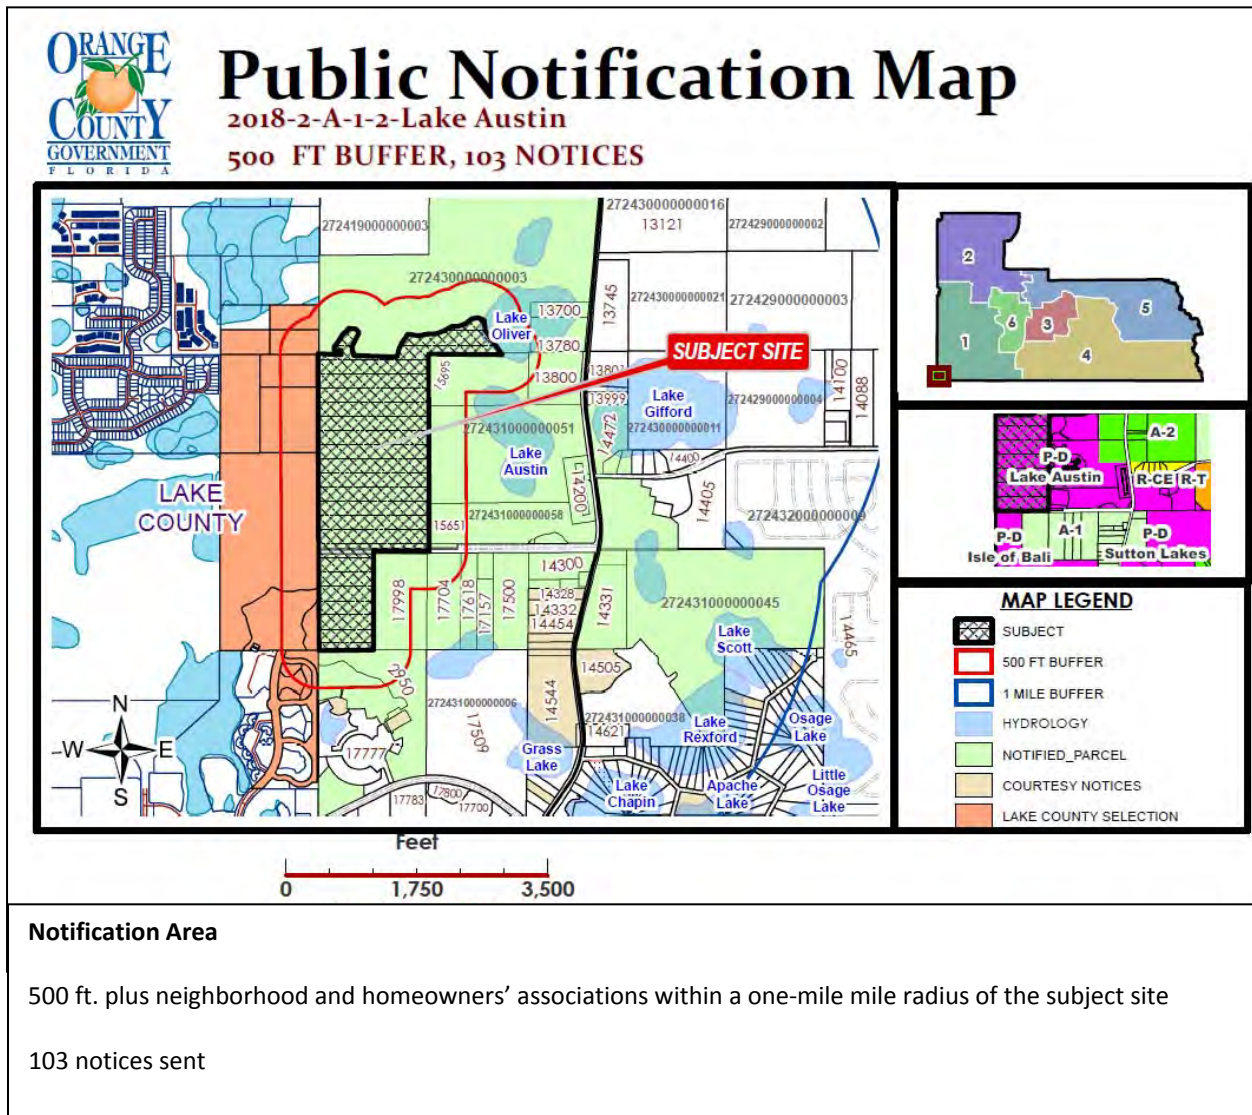 ORANGE
COUNTY
GOVERNMENT
FLORIDA
Public Notification Map
2018-2-A-1-2-Lake Austin
500 FT BUFFER, 103 NOTICES
272419000000003
272430000000016
13121
272429000000002
272430000000003
13745
272430000000021
272429000000003
Lake
Oliver
13700
13780
13800
15695
SUBJECT SITE
13801
13999
14472
Lake
Gifford
272430000000011
272429000000004
14100
14088
272431000000051
Lake
Austin
14200
14400
14405
272432000000009
LAKE
COUNTY
15651
272431000000058
17998
17704
17618
17157
17500
14300
14328
14332
14454
14331
272431000000045
14465
Lake
Scott
7950
272431000000006
17509
14544
14505
272431000000038
14621
Lake
Rexford
Osage
Lake
Grass
Lake
17777
17783
17800
17700
Lake
Chapin
Apache
Lake
Little
Osage
Lake
N
W
E
S
2
1
6
3
4
5
A-2
P-D
Lake Austin
R-CE
R-T
P-D
A-1
P-D
Isle of Bali
Sutton Lakes
MAP LEGEND
SUBJECT
500 FT BUFFER
1 MILE BUFFER
HYDROLOGY
NOTIFIED_PARCEL
COURTESY NOTICES
LAKE COUNTY SELECTION
Feet
0 1,750 3,500
Notification Area
500 ft. plus neighborhood and homeowners’ associations within a one-mile mile radius of the subject site
103 notices sent